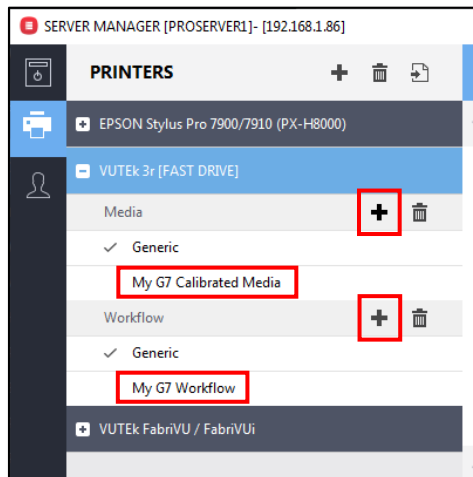 SERVER MANAGER [PROSERVER1]- [192.168.1.86]
PRINTERS
EPSON Stylus Pro 7900/7910 (PX-H8000)
VUTEk 3r [FAST DRIVE]
Media
Generic
My G7 Calibrated Media
Workflow
Generic
My G7 Workflow
VUTEk FabriVU / FabriVUi